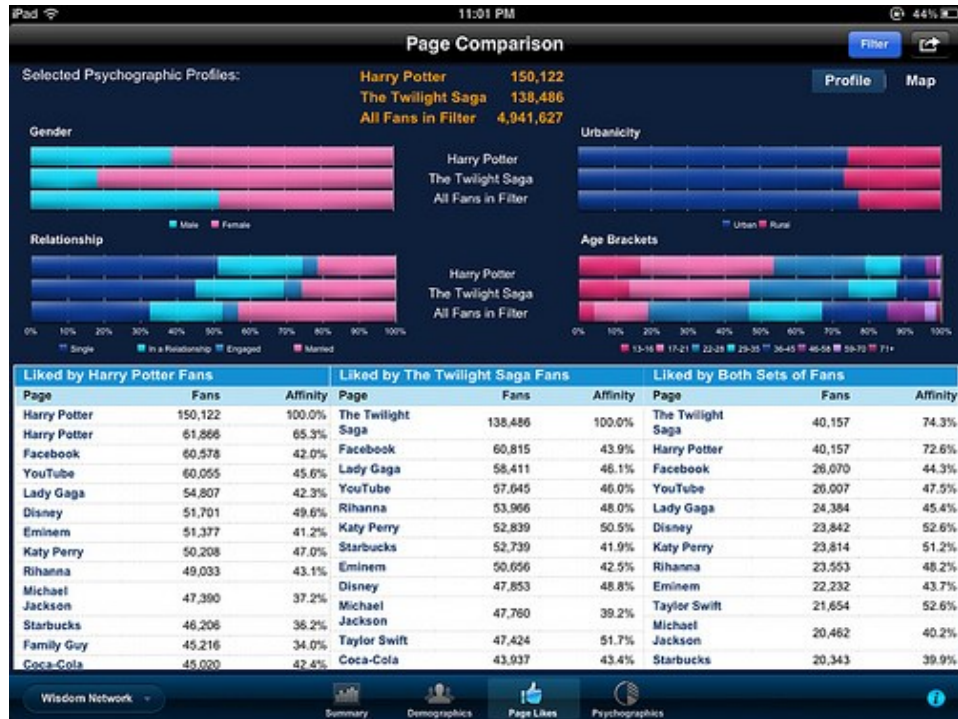 iPad 11:01 PM 44%
Page Comparison Filter
Selected Psychographic Profiles:
Harry Potter 150,122
The Twilight Saga 138,486
All Fans in Filter 4,941,627
Profile Map
Gender
Urbanicity
Harry Potter
The Twilight Saga
All Fans in Filter
Male Female
Urban Rural
Relationship
Age Brackets
Harry Potter
The Twilight Saga
All Fans in Filter
0% 10% 20% 30% 40% 50% 60% 70% 80% 90% 100%
0% 10% 20% 30% 40% 50% 60% 70% 80% 90% 100%
Single In a Relationship Engaged Married
13-16 17-21 22-28 29-35 36-45 46-58 59-70 71+
Liked by Harry Potter Fans
Page Fans Affinity
Harry Potter 150,122 100.0%
Harry Potter 61,866 65.3%
Facebook 60,578 42.0%
YouTube 60,055 45.6%
Lady Gaga 54,807 42.3%
Disney 51,701 49.6%
Eminem 51,377 41.2%
Katy Perry 50,208 47.0%
Rihanna 49,033 43.1%
Michael
Jackson 47,390 37.2%
Starbucks 46,206 36.2%
Family Guy 45,216 34.0%
Coca-Cola 45,020 42.4%
Liked by The Twilight Saga Fans
Page Fans Affinity
The Twilight
Saga 138,486 100.0%
Facebook 60,815 43.9%
Lady Gaga 58,411 46.1%
YouTube 57,645 46.0%
Rihanna 53,966 48.0%
Katy Perry 52,839 50.5%
Starbucks 52,739 41.9%
Eminem 50,656 42.5%
Disney 47,853 48.8%
Michael
Jackson 47,760 39.2%
Taylor Swift 47,424 51.7%
Coca-Cola 43,937 43.4%
Liked by Both Sets of Fans
Page Fans Affinity
The Twilight
Saga 40,157 74.3%
Harry Potter 40,157 72.6%
Facebook 26,070 44.3%
YouTube 26,007 47.5%
Lady Gaga 24,384 45.4%
Disney 23,842 52.6%
Katy Perry 23,814 51.2%
Rihanna 23,553 48.2%
Eminem 22,232 43.7%
Taylor Swift 21,654 52.6%
Michael
Jackson 20,462 40.2%
Starbucks 20,343 39.9%
Wisdom Network
Summary Demographics Page Likes Psychographics